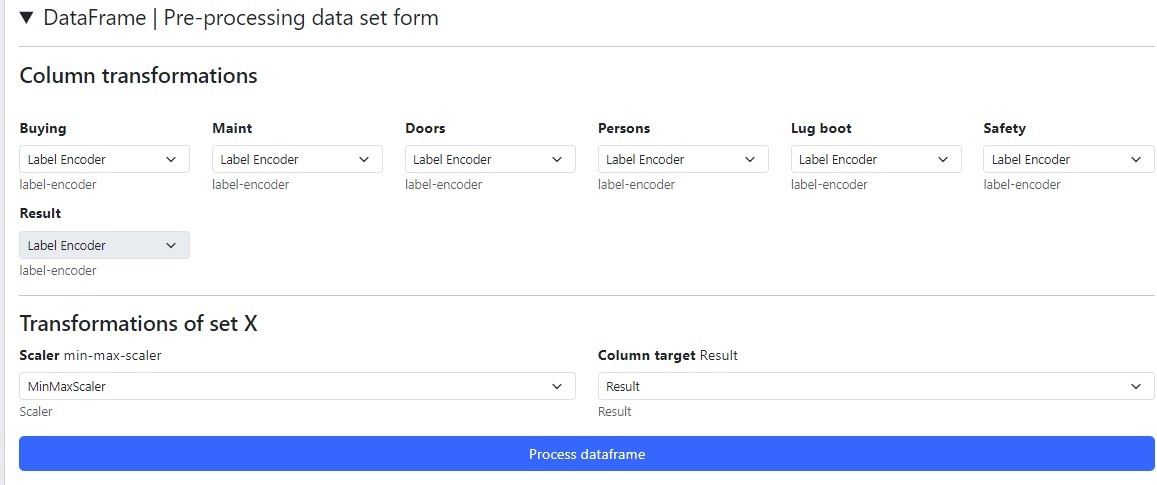 DataFrame | Pre-processing data set form
Column transformations
Buying Maint Doors Persons Lug boot Safety
Label Encoder Label Encoder Label Encoder Label Encoder Label Encoder Label Encoder
label-encoder label-encoder label-encoder label-encoder label-encoder label-encoder
Result
Label Encoder
label-encoder
Transformations of set X
Scaler min-max-scaler Column target Result
MinMaxScaler Result
Scaler Result
Process dataframe